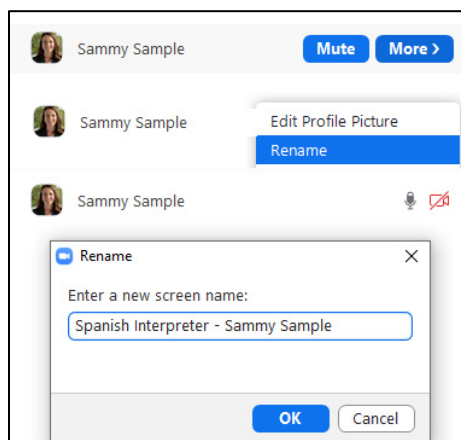 Sammy Sample Mute More >
Sammy Sample Edit Profile Picture
Rename
Sammy Sample
Rename
Enter a new screen name:
Spanish Interpreter - Sammy Sample
OK Cancel